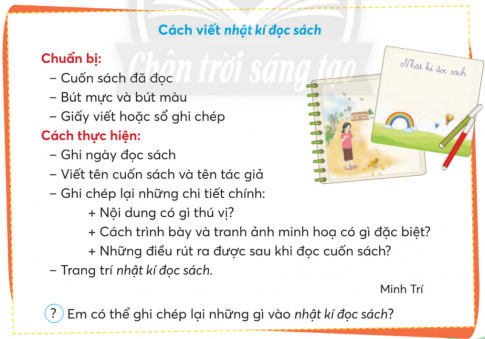 Cách viết nhật kí đọc sách
Chân trời sáng tạo
Chuẩn bị:
– Cuốn sách đã đọc
– Bút mực và bút màu
– Giấy viết hoặc sổ ghi chép
Nhật kí đọc sách
Cách thực hiện:
– Ghi ngày đọc sách
– Viết tên cuốn sách và tên tác giả
– Ghi chép lại những chi tiết chính:
+ Nội dung có gì thú vị?
+ Cách trình bày và tranh ảnh minh hoạ có gì đặc biệt?
+ Những điều rút ra được sau khi đọc cuốn sách?
– Trang trí nhật kí đọc sách.
Minh Trí
? Em có thể ghi chép lại những gì vào nhật kí đọc sách?